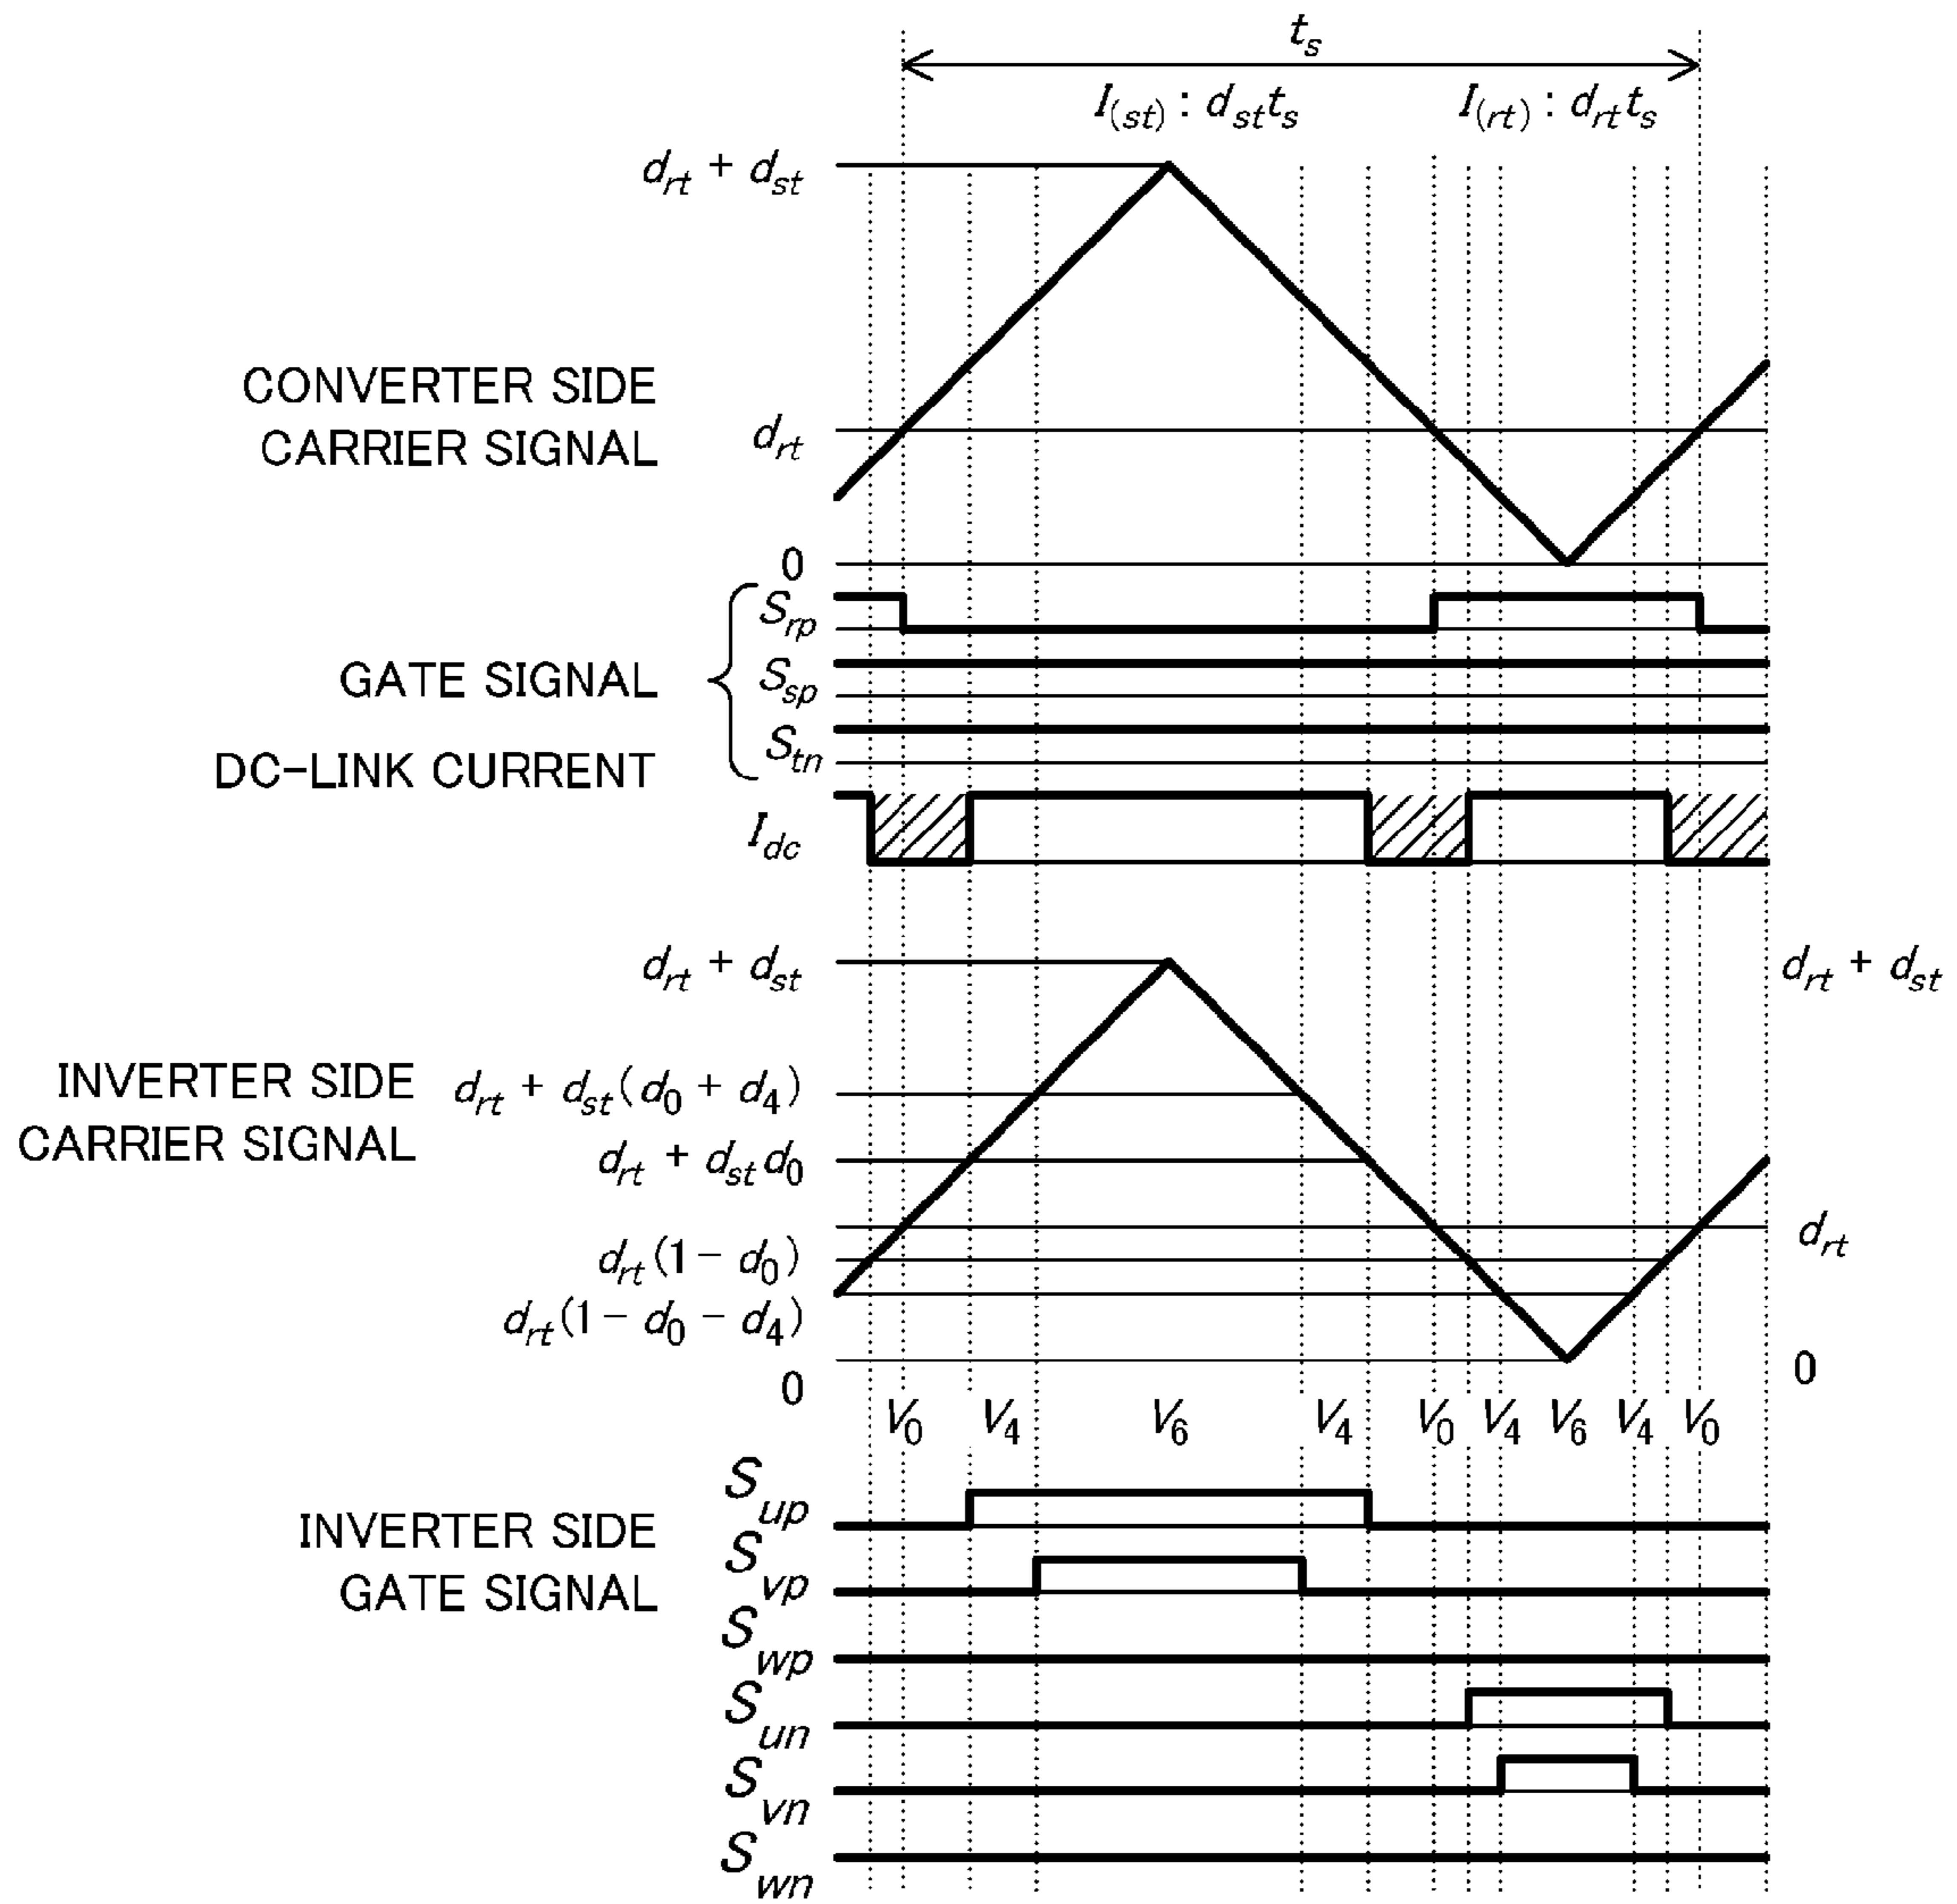 t_s
I_(st) : d_st t_s I_(rt) : d_rt t_s
d_rt + d_st
CONVERTER SIDE
CARRIER SIGNAL
d_rt
0
S_rp
GATE SIGNAL
S_sp
S_tn
DC-LINK CURRENT
I_dc
d_rt + d_st d_rt + d_st
INVERTER SIDE
CARRIER SIGNAL
d_rt + d_st(d_0 + d_4)
d_rt + d_st d_0
d_rt
d_rt(1 - d_0)
d_rt(1 - d_0 - d_4)
0 0
V_0 V_4 V_6 V_4 V_0 V_4 V_6 V_4 V_0
INVERTER SIDE
GATE SIGNAL
S_up
S_vp
S_wp
S_un
S_vn
S_wn